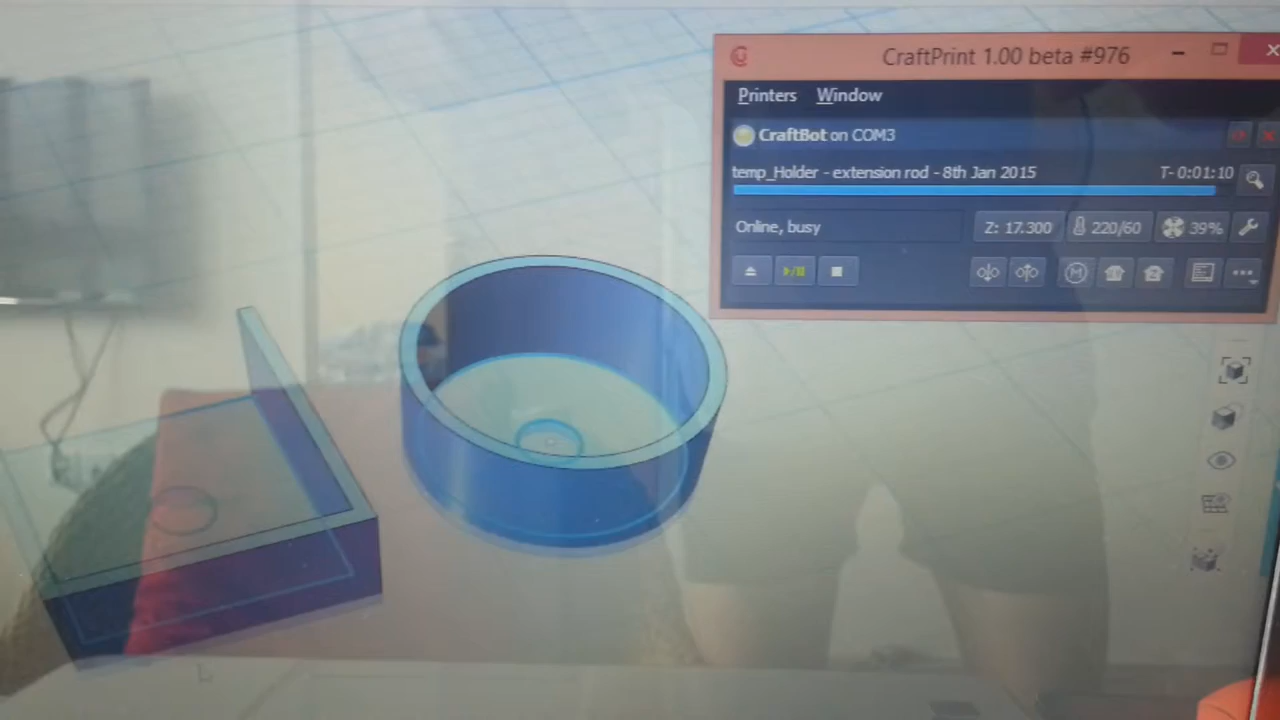 CraftPrint 1.00 beta #976
Printers Window
CraftBot on COM3
temp_Holder - extension rod - 8th Jan 2015 T- 0:01:10
Online, busy Z: 17.300 220/60 39%
M